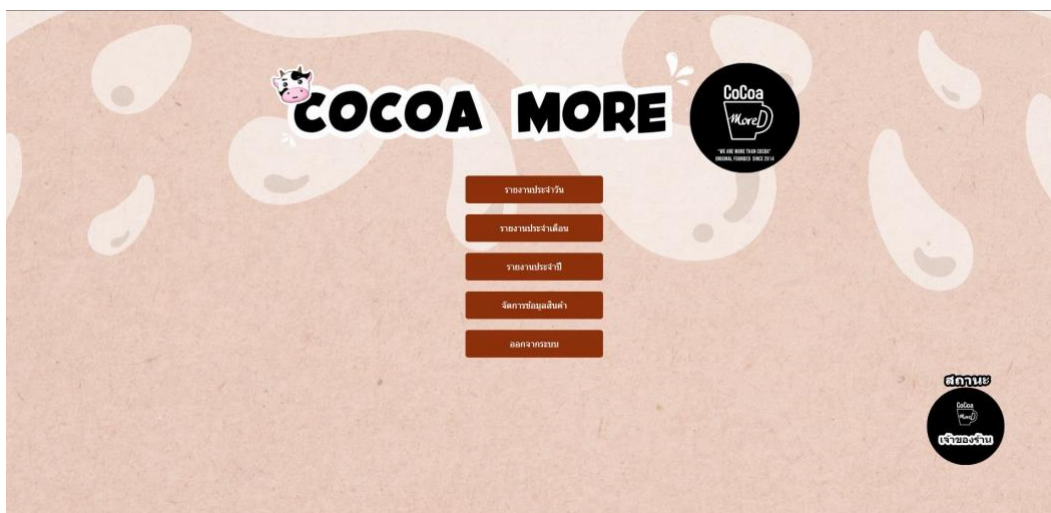 COCOA MORE
CoCoa
More
"WE ARE MORE THAN COCOA"
ORIGINAL FOUNDED SINCE 2014
รายงานประจำวัน
รายงานประจำเดือน
รายงานประจำปี
จัดการข้อมูลสินค้า
ออกจากระบบ
สถานะ
CoCoa
More
เจ้าของร้าน